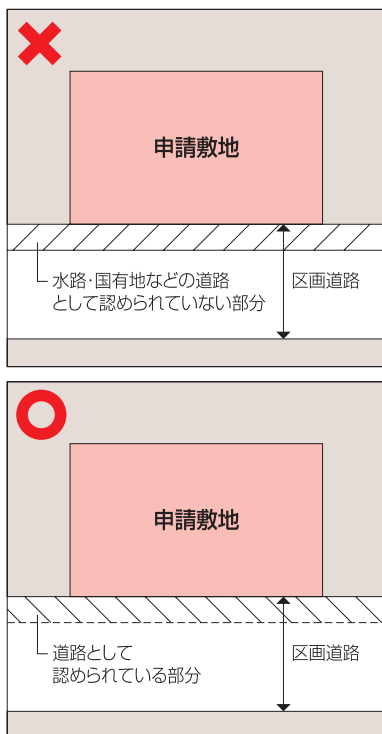 申請敷地
水路・国有地などの道路
として認められていない部分
区画道路
申請敷地
道路として
認められている部分
区画道路